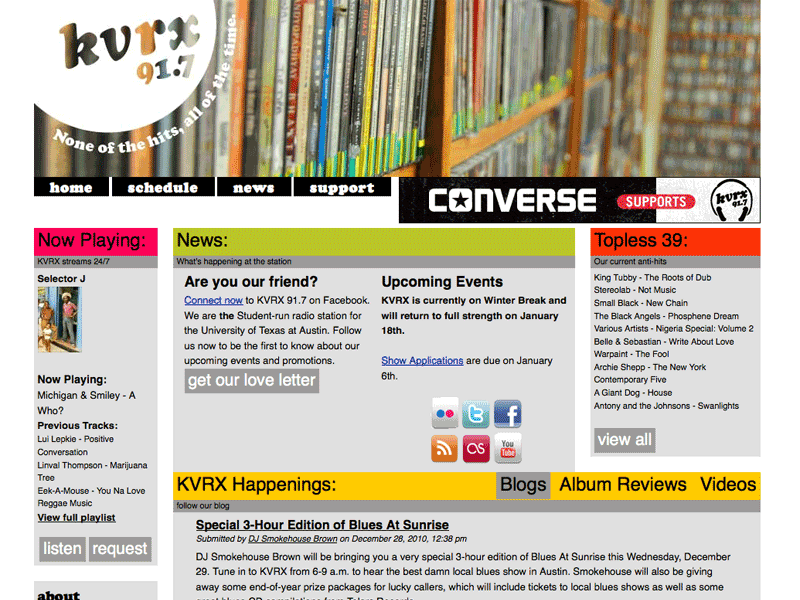 kvrx
91.7
None of the hits, all of the time.
home
schedule
news
support
CONVERSE
SUPPORTS
kvrx
91.7
Now Playing:
KVRX streams 24/7
Selector J
Now Playing:
Michigan & Smiley - A
Who?
Previous Tracks:
Lui Lepkie - Positive
Conversation
Linval Thompson - Marijuana
Tree
Eek-A-Mouse - You Na Love
Reggae Music
View full playlist
listen
request
about
News:
What's happening at the station
Are you our friend?
Connect now to KVRX 91.7 on Facebook.
We are the Student-run radio station for
the University of Texas at Austin. Follow
us now to be the first to know about our
upcoming events and promotions.
get our love letter
Upcoming Events
KVRX is currently on Winter Break and
will return to full strength on January
18th.
Show Applications are due on January
6th.
You
Tube
Topless 39:
Our current anti-hits
King Tubby - The Roots of Dub
Stereolab - Not Music
Small Black - New Chain
The Black Angels - Phosphene Dream
Various Artists - Nigeria Special: Volume 2
Belle & Sebastian - Write About Love
Warpaint - The Fool
Archie Shepp - The New York
Contemporary Five
A Giant Dog - House
Antony and the Johnsons - Swanlights
view all
KVRX Happenings:
Blogs
Album Reviews
Videos
follow our blog
Special 3-Hour Edition of Blues At Sunrise
Submitted by DJ Smokehouse Brown on December 28, 2010, 12:38 pm
DJ Smokehouse Brown will be bringing you a very special 3-hour edition of Blues At Sunrise this Wednesday, December
29. Tune in to KVRX from 6-9 a.m. to hear the best damn local blues show in Austin. Smokehouse will also be giving
away some end-of-year prize packages for lucky callers, which will include tickets to local blues shows as well as some